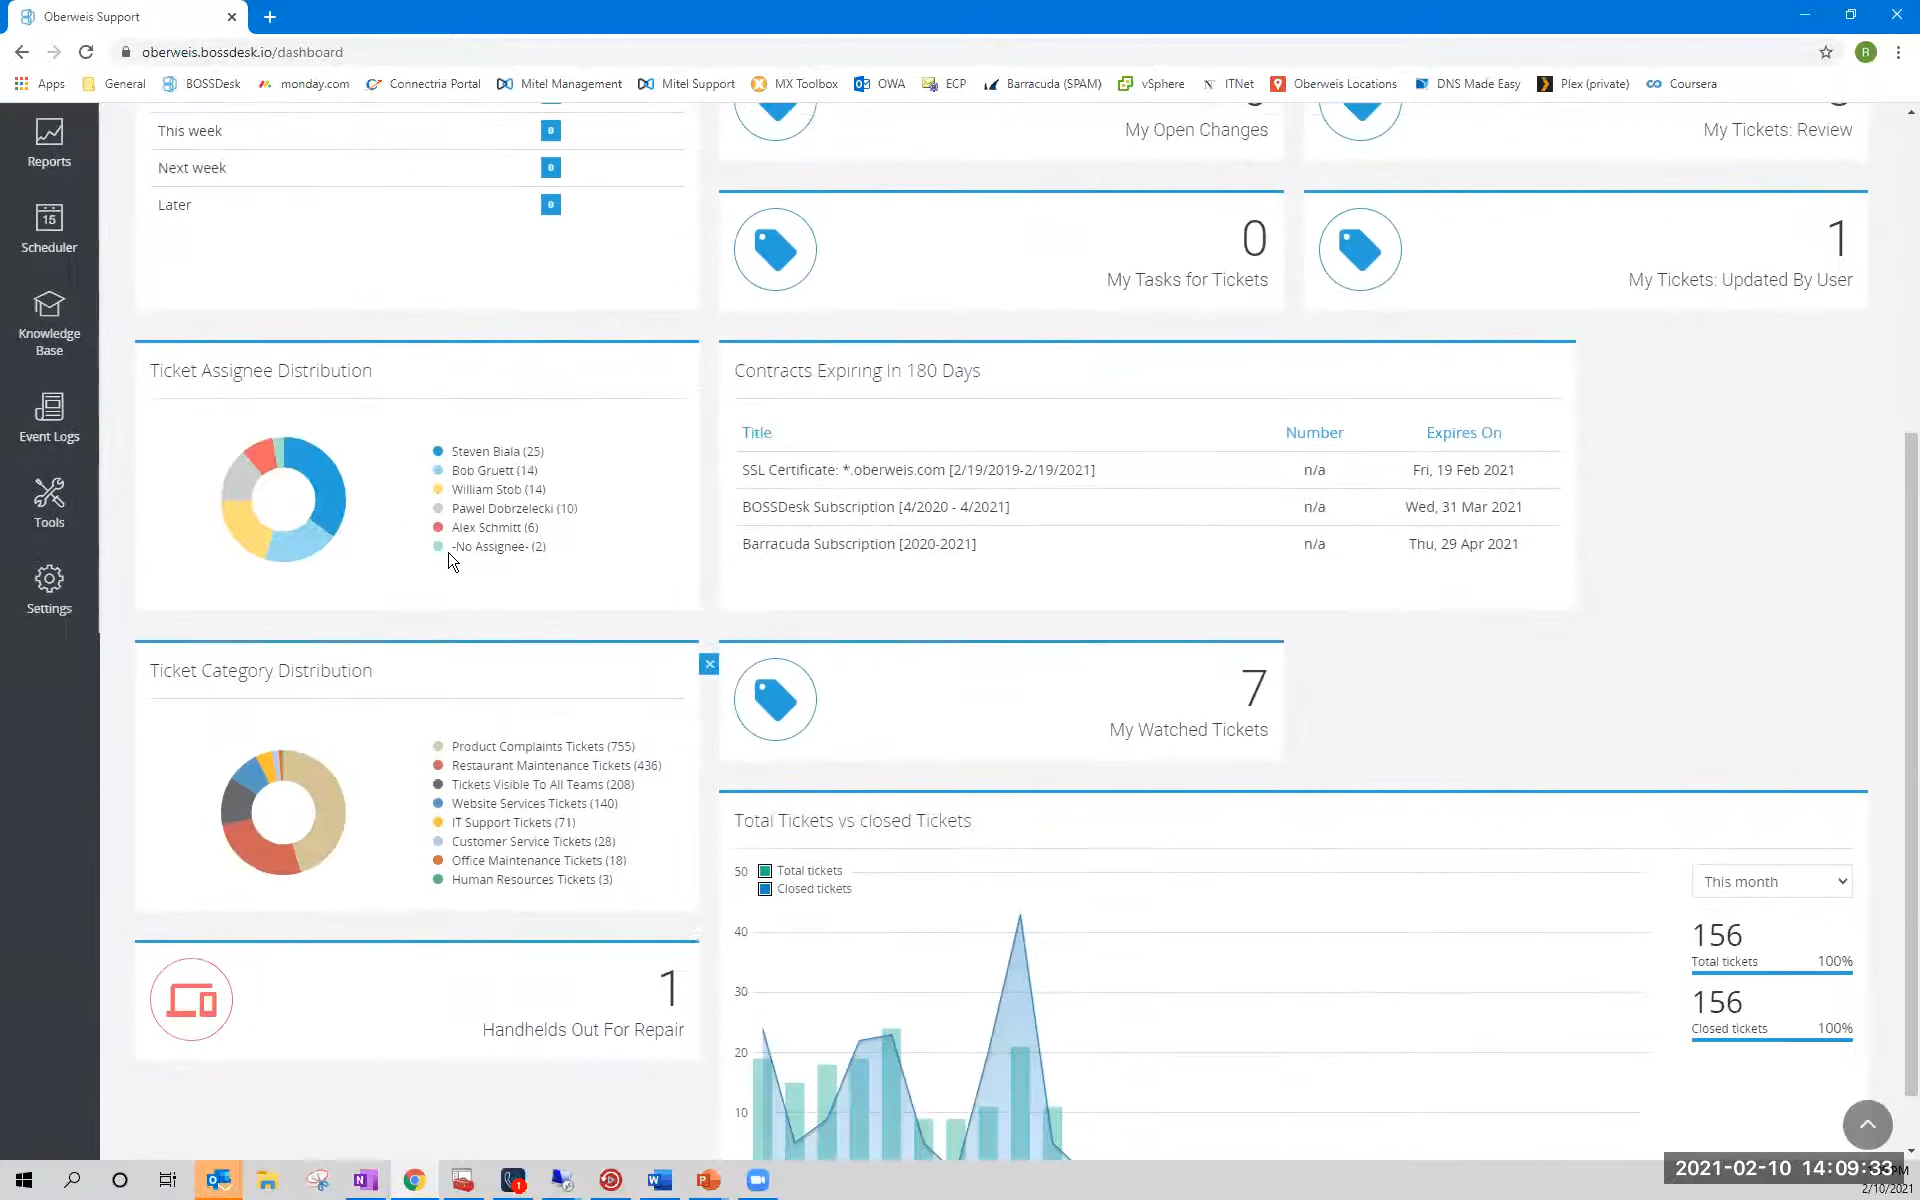 Oberweis Support
oberweis.bossdesk.io/dashboard
R
Apps General BOSSDesk monday.com Connectria Portal Mitel Management Mitel Support MX Toolbox OWA ECP Barracuda (SPAM) vSphere ITNet Oberweis Locations DNS Made Easy Plex (private) Coursera
Reports
15
Scheduler
Knowledge
Base
Event Logs
Tools
Settings
This week 0
Next week 0
Later 0
My Open Changes
My Tickets: Review
0
My Tasks for Tickets
1
My Tickets: Updated By User
Ticket Assignee Distribution
Steven Biala (25)
Bob Gruett (14)
William Stob (14)
Pawel Dobrzelecki (10)
Alex Schmitt (6)
-No Assignee- (2)
Contracts Expiring In 180 Days
Title Number Expires On
SSL Certificate: *.oberweis.com [2/19/2019-2/19/2021] n/a Fri, 19 Feb 2021
BOSSDesk Subscription [4/2020 - 4/2021] n/a Wed, 31 Mar 2021
Barracuda Subscription [2020-2021] n/a Thu, 29 Apr 2021
Ticket Category Distribution
Product Complaints Tickets (755)
Restaurant Maintenance Tickets (436)
Tickets Visible To All Teams (208)
Website Services Tickets (140)
IT Support Tickets (71)
Customer Service Tickets (28)
Office Maintenance Tickets (18)
Human Resources Tickets (3)
7
My Watched Tickets
1
Handhelds Out For Repair
Total Tickets vs closed Tickets
50
40
30
20
10
Total tickets
Closed tickets
This month
156
Total tickets 100%
156
Closed tickets 100%
1
2021-02-10 14:09:33
2/10/2021